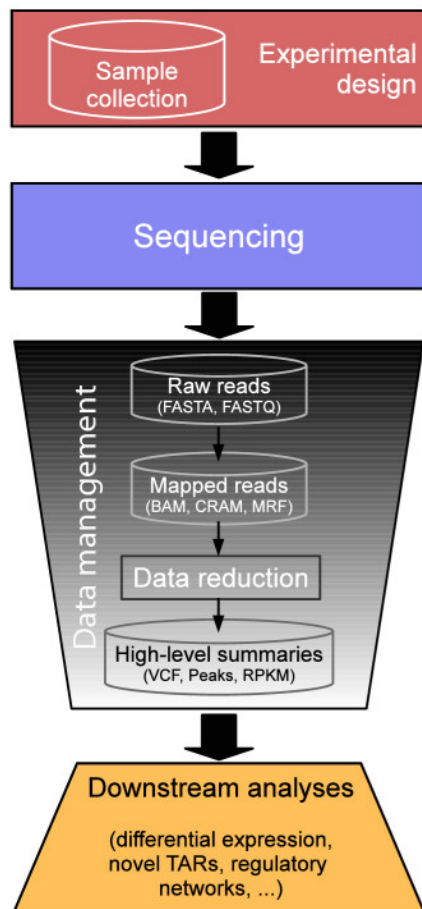 Sample
collection
Experimental
design
Sequencing
Data management
Raw reads
(FASTA, FASTQ)
Mapped reads
(BAM, CRAM, MRF)
Data reduction
High-level summaries
(VCF, Peaks, RPKM)
Downstream analyses
(differential expression,
novel TARs, regulatory
networks, ...)